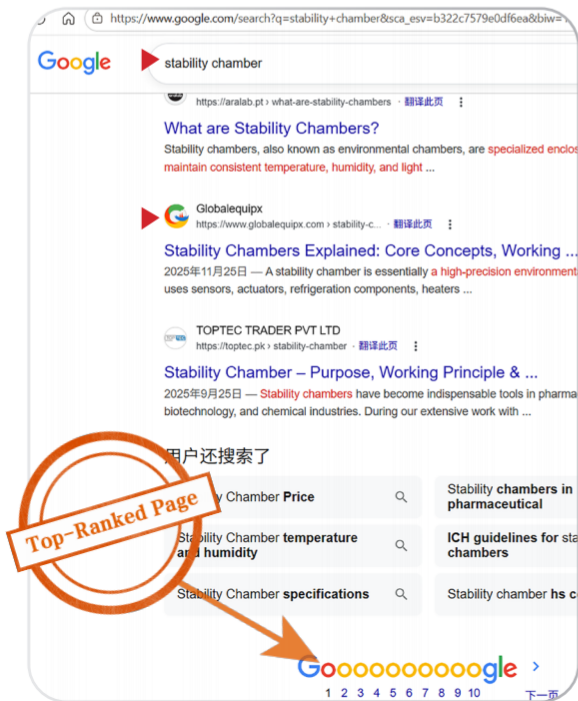 https://www.google.com/search?q=stability+chamber&sca_esv=b322c7579e0df6ea&biw=
Google
stability chamber
https://aralab.pt › what-are-stability-chambers · 翻译此页
What are Stability Chambers?
Stability chambers, also known as environmental chambers, are specialized enclos
maintain consistent temperature, humidity, and light ...
Globalequipx
https://www.globalequipx.com › stability-c... · 翻译此页
Stability Chambers Explained: Core Concepts, Working ...
2025年11月25日 — A stability chamber is essentially a high-precision environment
uses sensors, actuators, refrigeration components, heaters ...
TOPTEC TRADER PVT LTD
https://toptec.pk › stability-chamber · 翻译此页
Stability Chamber – Purpose, Working Principle & ...
2025年9月25日 — Stability chambers have become indispensable tools in pharma
biotechnology, and chemical industries. During our extensive work with ...
用户还搜索了
Chamber Price
Stability chambers in
pharmaceutical
Top-Ranked Page
Stability Chamber temperature
and humidity
ICH guidelines for sta
chambers
Stability Chamber specifications
Stability chamber hs c
Goooooooooogle
1 2 3 4 5 6 7 8 9 10
下一页